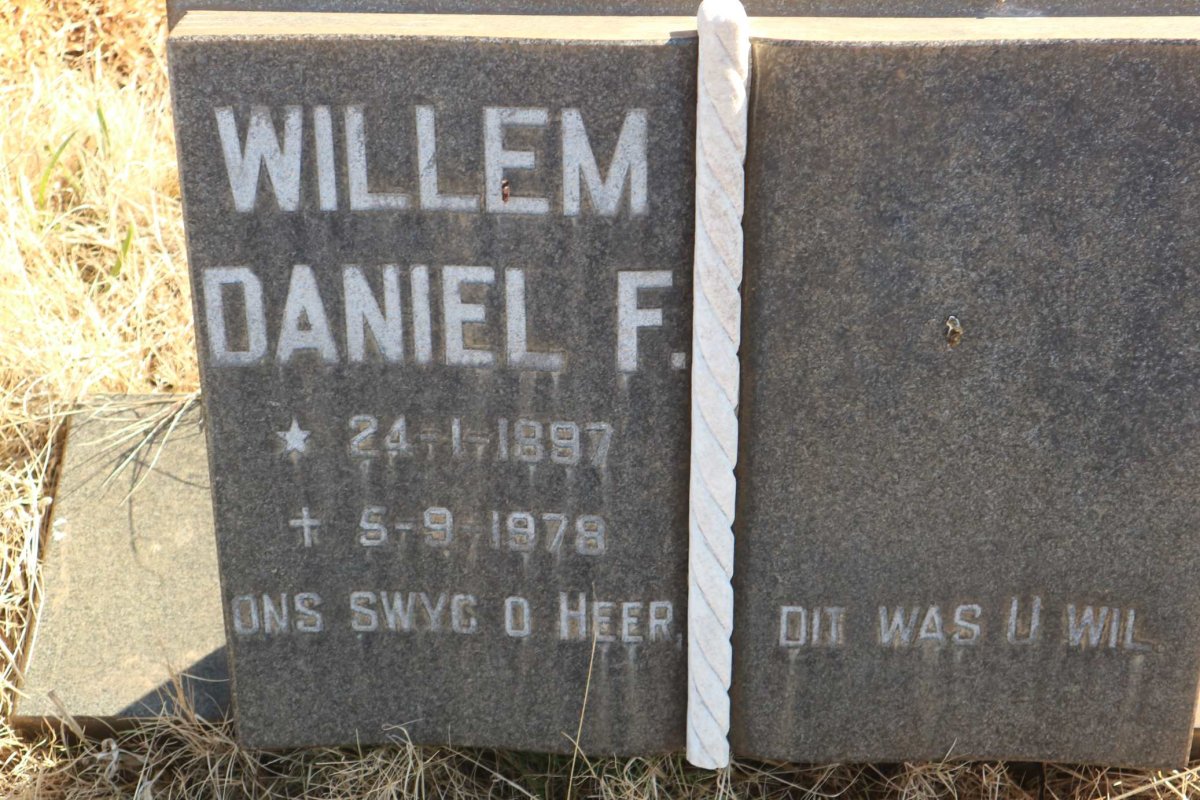 WILLEM
DANIEL F.
24-1-1897
5-9-1978
ONS SWYG O HEER, DIT WAS U WIL.